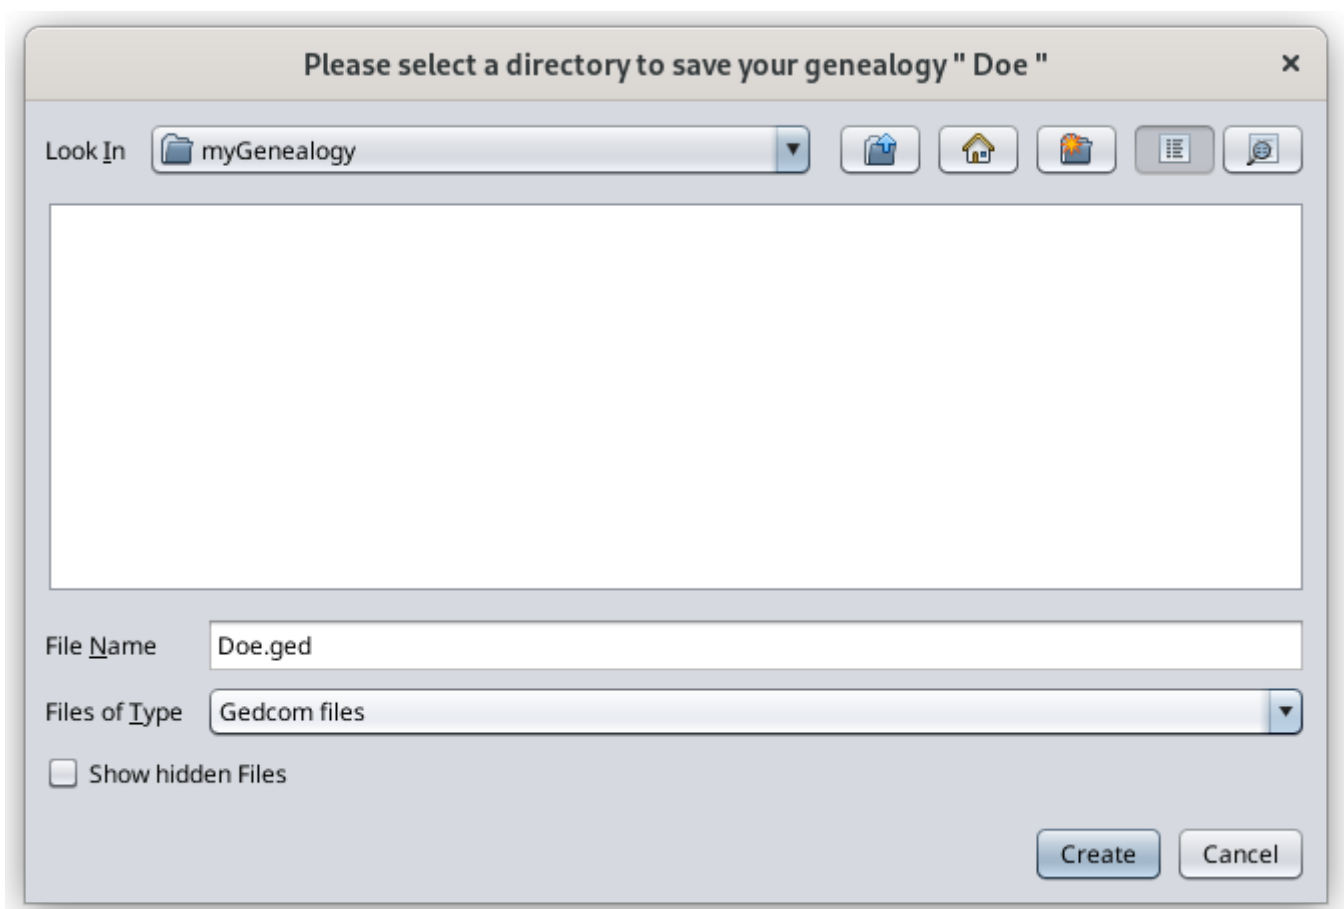 Please select a directory to save your genealogy " Doe "
Look In myGenealogy
File Name Doe.ged
Files of Type Gedcom files
Show hidden Files
Create Cancel